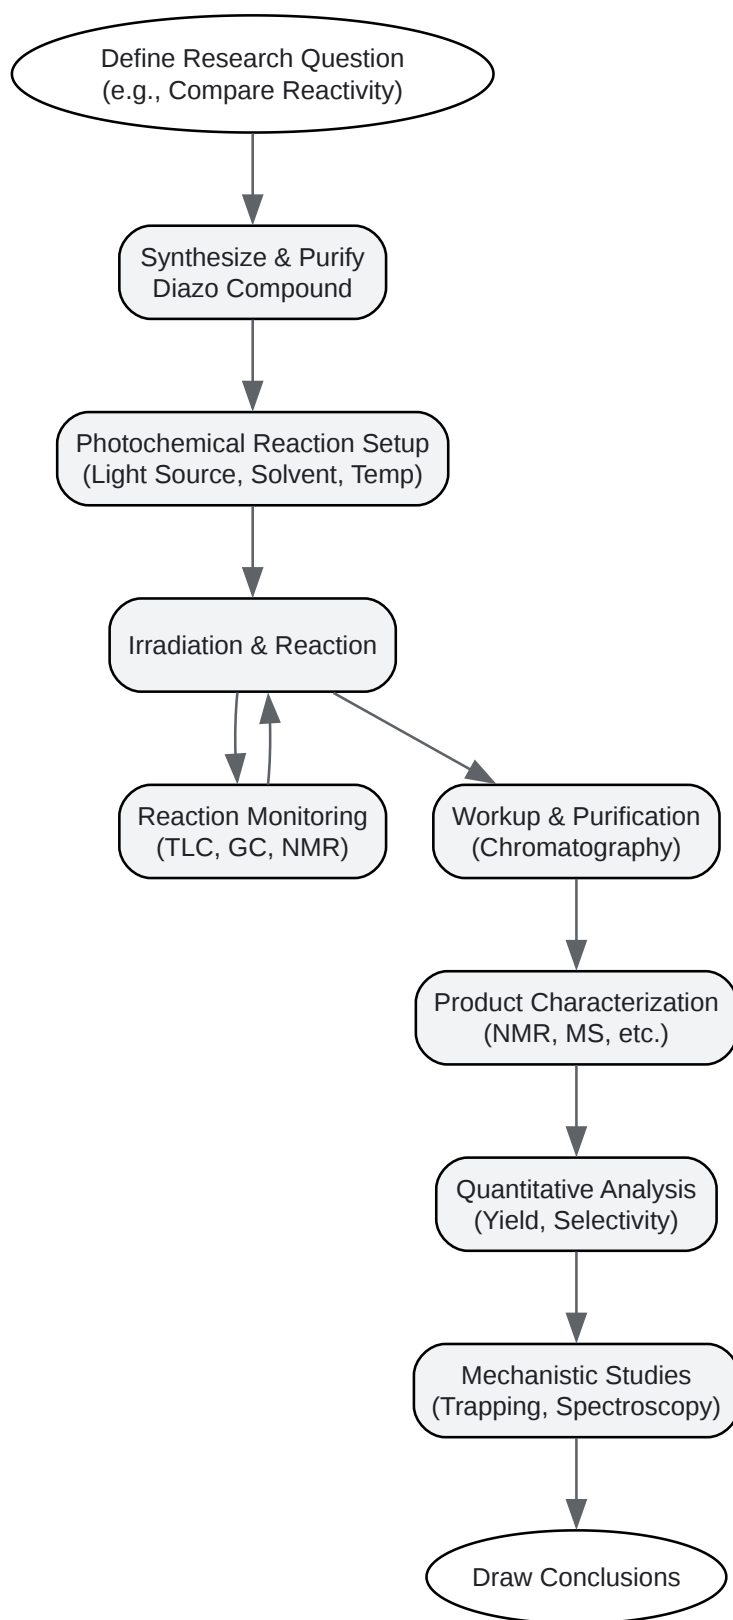 Define Research Question
(e.g., Compare Reactivity)
Synthesize & Purify
Diazo Compound
Photochemical Reaction Setup
(Light Source, Solvent, Temp)
Irradiation & Reaction
Reaction Monitoring
(TLC, GC, NMR)
Workup & Purification
(Chromatography)
Product Characterization
(NMR, MS, etc.)
Quantitative Analysis
(Yield, Selectivity)
Mechanistic Studies
(Trapping, Spectroscopy)
Draw Conclusions